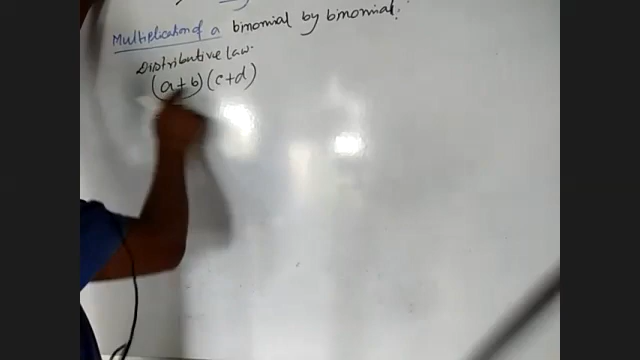 Multiplication of a binomial by binomial.
Distributive law.
(a+b)(c+d)